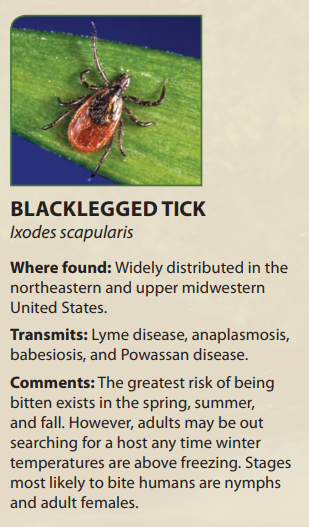 BLACKLEGGED TICK
Ixodes scapularis
Where found: Widely distributed in the
northeastern and upper midwestern
United States.
Transmits: Lyme disease, anaplasmosis,
babesiosis, and Powassan disease.
Comments: The greatest risk of being
bitten exists in the spring, summer,
and fall. However, adults may be out
searching for a host any time winter
temperatures are above freezing. Stages
most likely to bite humans are nymphs
and adult females.